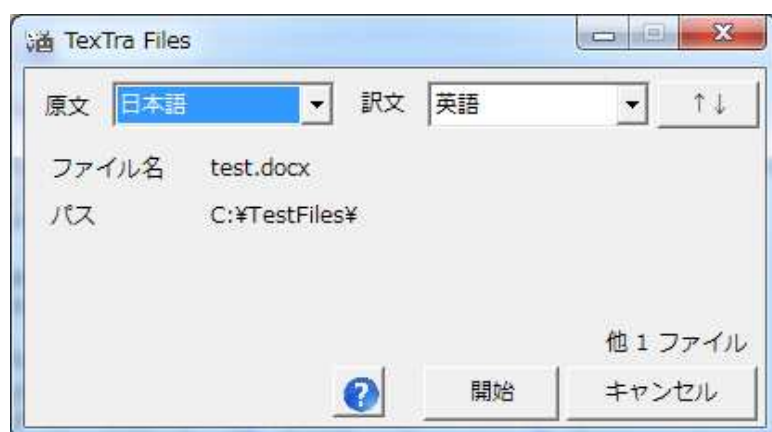 TexTra Files
原文 日本語 訳文 英語 ↑↓
ファイル名 test.docx
パス C:¥TestFiles¥
他 1 ファイル
? 開始 キャンセル